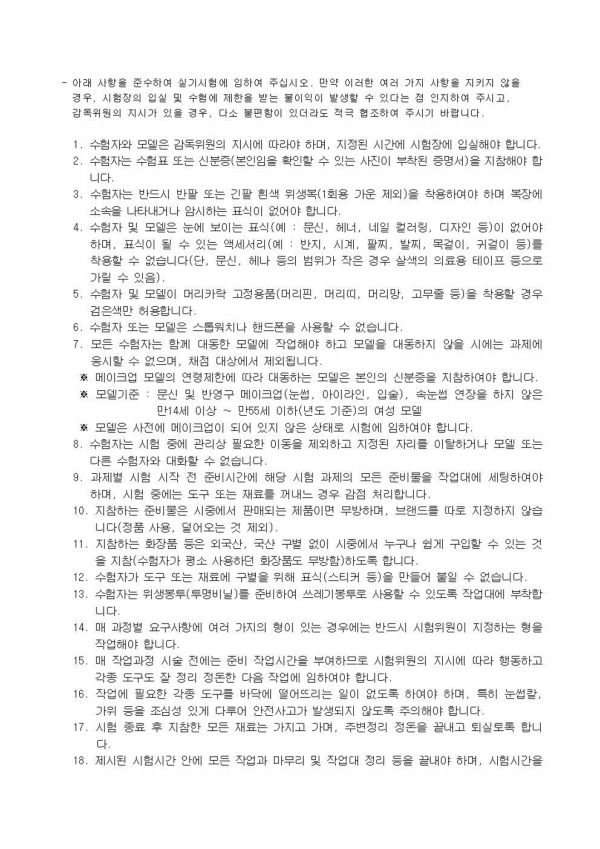 - 아래 사항을 준수하여 실기시험에 임하여 주십시오. 만약 이러한 여러 가지 사항을 지키지 않을
경우, 시험장의 입실 및 수험에 제한을 받는 불이익이 발생할 수 있다는 점 인지하여 주시고,
감독위원의 지시가 있을 경우, 다소 불편함이 있더라도 적극 협조하여 주시기 바랍니다.
1. 수험자와 모델은 감독위원의 지시에 따라야 하며, 지정된 시간에 시험장에 입실해야 합니다.
2. 수험자는 수험표 또는 신분증(본인임을 확인할 수 있는 사진이 부착된 증명서)을 지참해야 합
니다.
3. 수험자는 반드시 반팔 또는 긴팔 흰색 위생복(1회용 가운 제외)을 착용하여야 하며 복장에
소속을 나타내거나 암시하는 표식이 없어야 합니다.
4. 수험자 및 모델은 눈에 보이는 표식(예 : 문신, 헤너, 네일 컬러링, 디자인 등)이 없어야
하며, 표식이 될 수 있는 액세서리(예 : 반지, 시계, 팔찌, 발찌, 목걸이, 귀걸이 등)를
착용할 수 없습니다(단, 문신, 헤나 등의 범위가 작은 경우 살색의 의료용 테이프 등으로
가릴 수 있음).
5. 수험자 및 모델이 머리카락 고정용품(머리핀, 머리띠, 머리망, 고무줄 등)을 착용할 경우
검은색만 허용합니다.
6. 수험자 또는 모델은 스톱워치나 핸드폰을 사용할 수 없습니다.
7. 모든 수험자는 함께 대동한 모델에 작업해야 하고 모델을 대동하지 않을 시에는 과제에
응시할 수 없으며, 채점 대상에서 제외됩니다.
※ 메이크업 모델의 연령제한에 따라 대동하는 모델은 본인의 신분증을 지참하여야 합니다.
※ 모델기준 : 문신 및 반영구 메이크업(눈썹, 아이라인, 입술), 속눈썹 연장을 하지 않은
만14세 이상 ~ 만55세 이하(년도 기준)의 여성 모델
※ 모델은 사전에 메이크업이 되어 있지 않은 상태로 시험에 임하여야 합니다.
8. 수험자는 시험 중에 관리상 필요한 이동을 제외하고 지정된 자리를 이탈하거나 모델 또는
다른 수험자와 대화할 수 없습니다.
9. 과제별 시험 시작 전 준비시간에 해당 시험 과제의 모든 준비물을 작업대에 세팅하여야
하며, 시험 중에는 도구 또는 재료를 꺼내는 경우 감점 처리합니다.
10. 지참하는 준비물은 시중에서 판매되는 제품이면 무방하며, 브랜드를 따로 지정하지 않습
니다(정품 사용, 덜어오는 것 제외).
11. 지참하는 화장품 등은 외국산, 국산 구별 없이 시중에서 누구나 쉽게 구입할 수 있는 것
을 지참(수험자가 평소 사용하던 화장품도 무방함)하도록 합니다.
12. 수험자가 도구 또는 재료에 구별을 위해 표식(스티커 등)을 만들어 붙일 수 없습니다.
13. 수험자는 위생봉투(투명비닐)를 준비하여 쓰레기봉투로 사용할 수 있도록 작업대에 부착합
니다.
14. 매 과정별 요구사항에 여러 가지의 형이 있는 경우에는 반드시 시험위원이 지정하는 형을
작업해야 합니다.
15. 매 작업과정 시술 전에는 준비 작업시간을 부여하므로 시험위원의 지시에 따라 행동하고
각종 도구도 잘 정리 정돈한 다음 작업에 임하여야 합니다.
16. 작업에 필요한 각종 도구를 바닥에 떨어뜨리는 일이 없도록 하여야 하며, 특히 눈썹칼,
가위 등을 조심성 있게 다루어 안전사고가 발생되지 않도록 주의해야 합니다.
17. 시험 종료 후 지참한 모든 재료는 가지고 가며, 주변정리 정돈을 끝내고 퇴실토록 합니
다.
18. 제시된 시험시간 안에 모든 작업과 마무리 및 작업대 정리 등을 끝내야 하며, 시험시간을